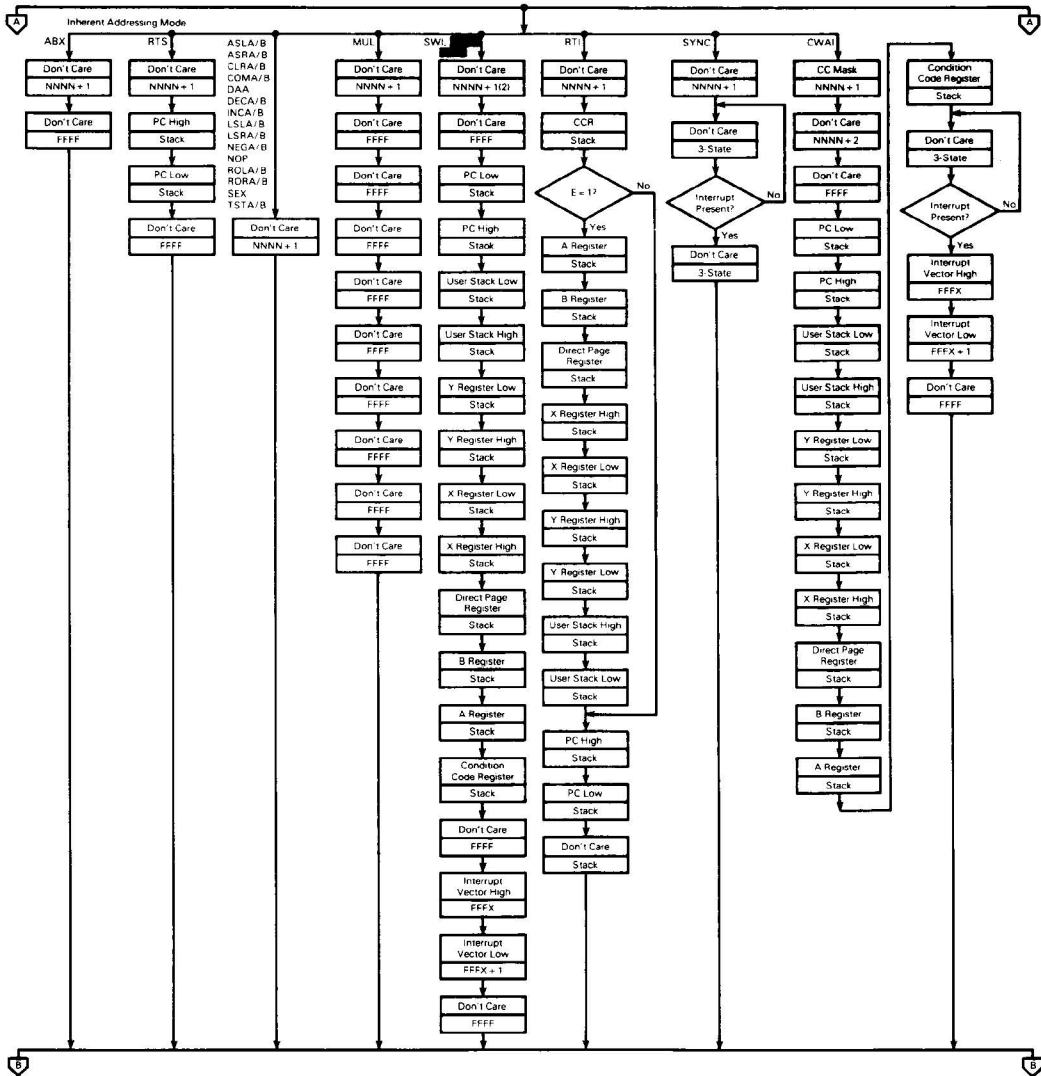 A
A
Inherent Addressing Mode
ABX
Don't Care
NNNN + 1
Don't Care
FFFF
RTS
Don't Care
NNNN + 1
PC High
Stack
PC Low
Stack
Don't Care
FFFF
ASLA/B
ASRA/B
CLRA/B
COMA/B
DAA
DECA/B
INCA/B
LSLA/B
LSRA/B
NEGA/B
NOP
ROLA/B
RORA/B
SEX
TSTA/B
Don't Care
NNNN + 1
MUL
Don't Care
NNNN + 1
Don't Care
FFFF
Don't Care
FFFF
Don't Care
FFFF
Don't Care
FFFF
Don't Care
FFFF
Don't Care
FFFF
Don't Care
FFFF
Don't Care
FFFF
Don't Care
FFFF
SWI,
Don't Care
NNNN + 1(2)
Don't Care
FFFF
PC Low
Stack
PC High
Stack
User Stack Low
Stack
User Stack High
Stack
Y Register Low
Stack
Y Register High
Stack
X Register Low
Stack
X Register High
Stack
Direct Page
Register
Stack
B Register
Stack
A Register
Stack
Condition
Code Register
Stack
Don't Care
FFFF
Interrupt
Vector High
FFFX
Interrupt
Vector Low
FFFX + 1
Don't Care
FFFF
RTI
Don't Care
NNNN + 1
CCR
Stack
E = 1?
No
Yes
A Register
Stack
B Register
Stack
Direct Page
Register
Stack
X Register High
Stack
X Register Low
Stack
Y Register High
Stack
Y Register Low
Stack
User Stack High
Stack
User Stack Low
Stack
PC High
Stack
PC Low
Stack
Don't Care
Stack
SYNC
Don't Care
NNNN + 1
Don't Care
3-State
Interrupt
Present?
No
Yes
Don't Care
3-State
CWAI
CC Mask
NNNN + 1
Don't Care
NNNN + 2
Don't Care
FFFF
PC Low
Stack
PC High
Stack
User Stack Low
Stack
User Stack High
Stack
Y Register Low
Stack
Y Register High
Stack
X Register Low
Stack
X Register High
Stack
Direct Page
Register
Stack
B Register
Stack
A Register
Stack
Condition
Code Register
Stack
Don't Care
3-State
Interrupt
Present?
No
Yes
Interrupt
Vector High
FFFX
Interrupt
Vector Low
FFFX + 1
Don't Care
FFFF
B
B